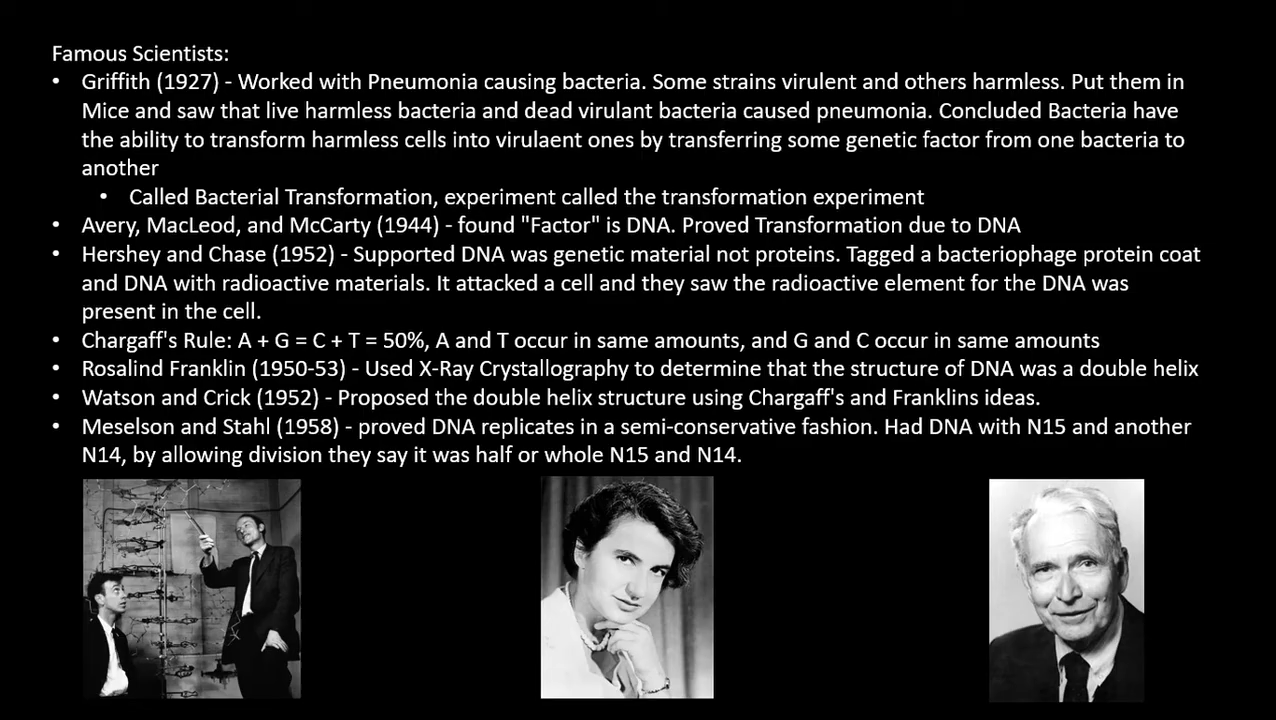 Famous Scientists:
• Griffith (1927) - Worked with Pneumonia causing bacteria. Some strains virulent and others harmless. Put them in
Mice and saw that live harmless bacteria and dead virulant bacteria caused pneumonia. Concluded Bacteria have
the ability to transform harmless cells into virulaent ones by transferring some genetic factor from one bacteria to
another
• Called Bacterial Transformation, experiment called the transformation experiment
• Avery, MacLeod, and McCarty (1944) - found "Factor" is DNA. Proved Transformation due to DNA
• Hershey and Chase (1952) - Supported DNA was genetic material not proteins. Tagged a bacteriophage protein coat
and DNA with radioactive materials. It attacked a cell and they saw the radioactive element for the DNA was
present in the cell.
• Chargaff's Rule: A + G = C + T = 50%, A and T occur in same amounts, and G and C occur in same amounts
• Rosalind Franklin (1950-53) - Used X-Ray Crystallography to determine that the structure of DNA was a double helix
• Watson and Crick (1952) - Proposed the double helix structure using Chargaff's and Franklins ideas.
• Meselson and Stahl (1958) - proved DNA replicates in a semi-conservative fashion. Had DNA with N15 and another
N14, by allowing division they say it was half or whole N15 and N14.